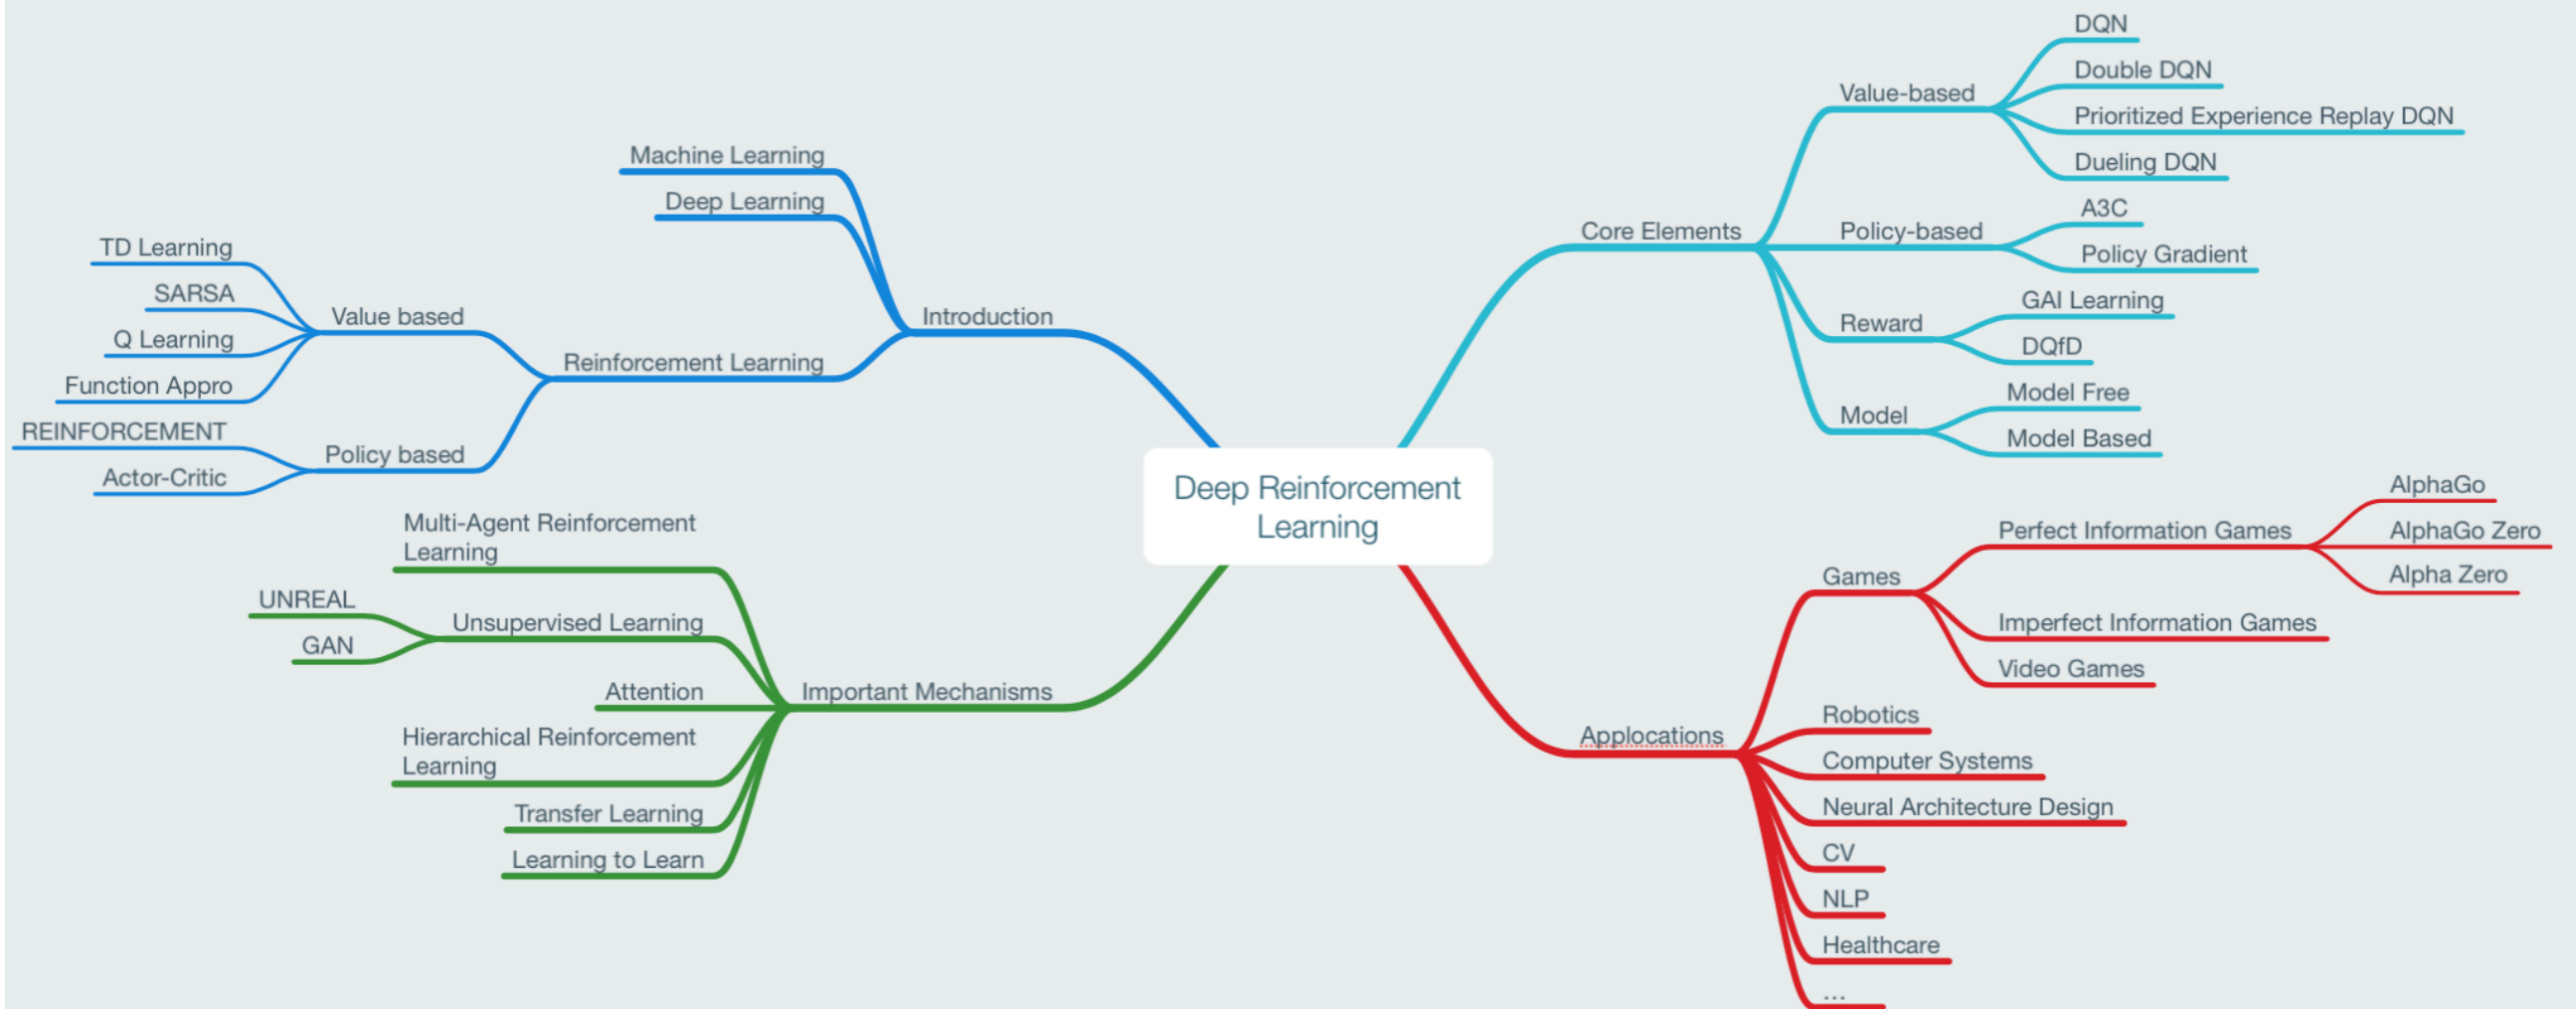 Deep Reinforcement
Learning
Introduction
Machine Learning
Deep Learning
Reinforcement Learning
Value based
TD Learning
SARSA
Q Learning
Function Appro
Policy based
REINFORCEMENT
Actor-Critic
Important Mechanisms
Multi-Agent Reinforcement
Learning
Unsupervised Learning
UNREAL
GAN
Attention
Hierarchical Reinforcement
Learning
Transfer Learning
Learning to Learn
Core Elements
Value-based
DQN
Double DQN
Prioritized Experience Replay DQN
Dueling DQN
Policy-based
A3C
Policy Gradient
Reward
GAI Learning
DQfD
Model
Model Free
Model Based
Applocations
Games
Perfect Information Games
AlphaGo
AlphaGo Zero
Alpha Zero
Imperfect Information Games
Video Games
Robotics
Computer Systems
Neural Architecture Design
CV
NLP
Healthcare
...